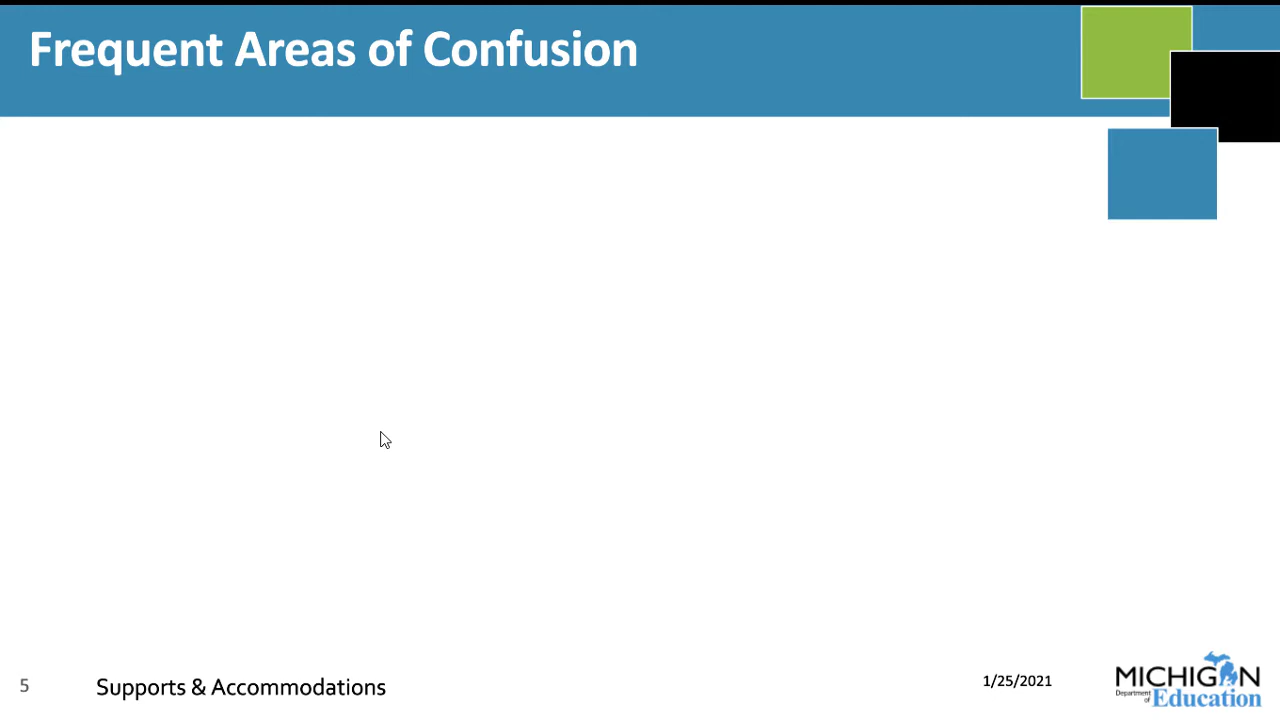 Frequent Areas of Confusion
5
Supports & Accommodations
1/25/2021
MICHIGAN
Department
of
Education